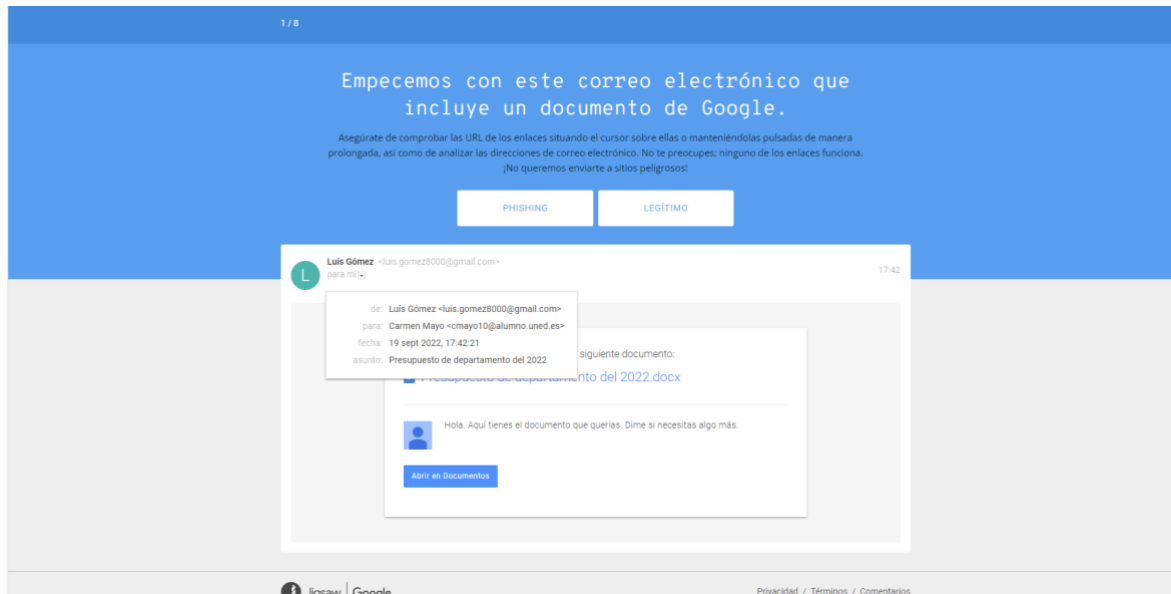 1 / 8
Empecemos con este correo electrónico que
incluye un documento de Google.
Asegúrate de comprobar las URL de los enlaces situando el cursor sobre ellas o manteniéndolas pulsadas de manera
prolongada, así como de analizar las direcciones de correo electrónico. No te preocupes; ninguno de los enlaces funciona.
¡No queremos enviarte a sitios peligrosos!
PHISHING
LEGÍTIMO
L
Luís Gómez <luis.gomez8000@gmail.com>
para mí
17:42
de: Luís Gómez <luis.gomez8000@gmail.com>
para: Carmen Mayo <cmayo10@alumno.uned.es>
fecha: 19 sept 2022, 17:42:21
asunto: Presupuesto de departamento del 2022
siguiente documento:
Presupuesto de departamento del 2022.docx
Hola. Aquí tienes el documento que querías. Dime si necesitas algo más.
Abrir en Documentos
Jigsaw | Google
Privacidad / Términos / Comentarios